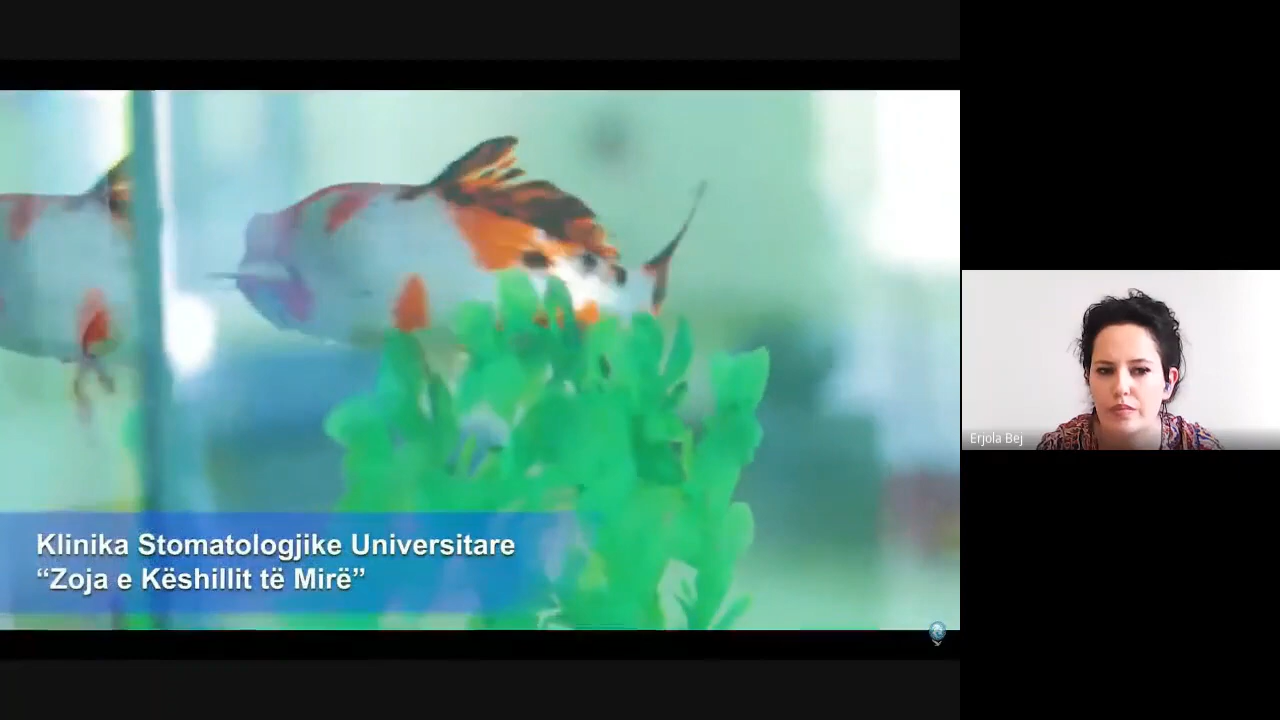 Klinika Stomatologjike Universitare
“Zoja e Këshillit të Mirë”
Erjola Bej